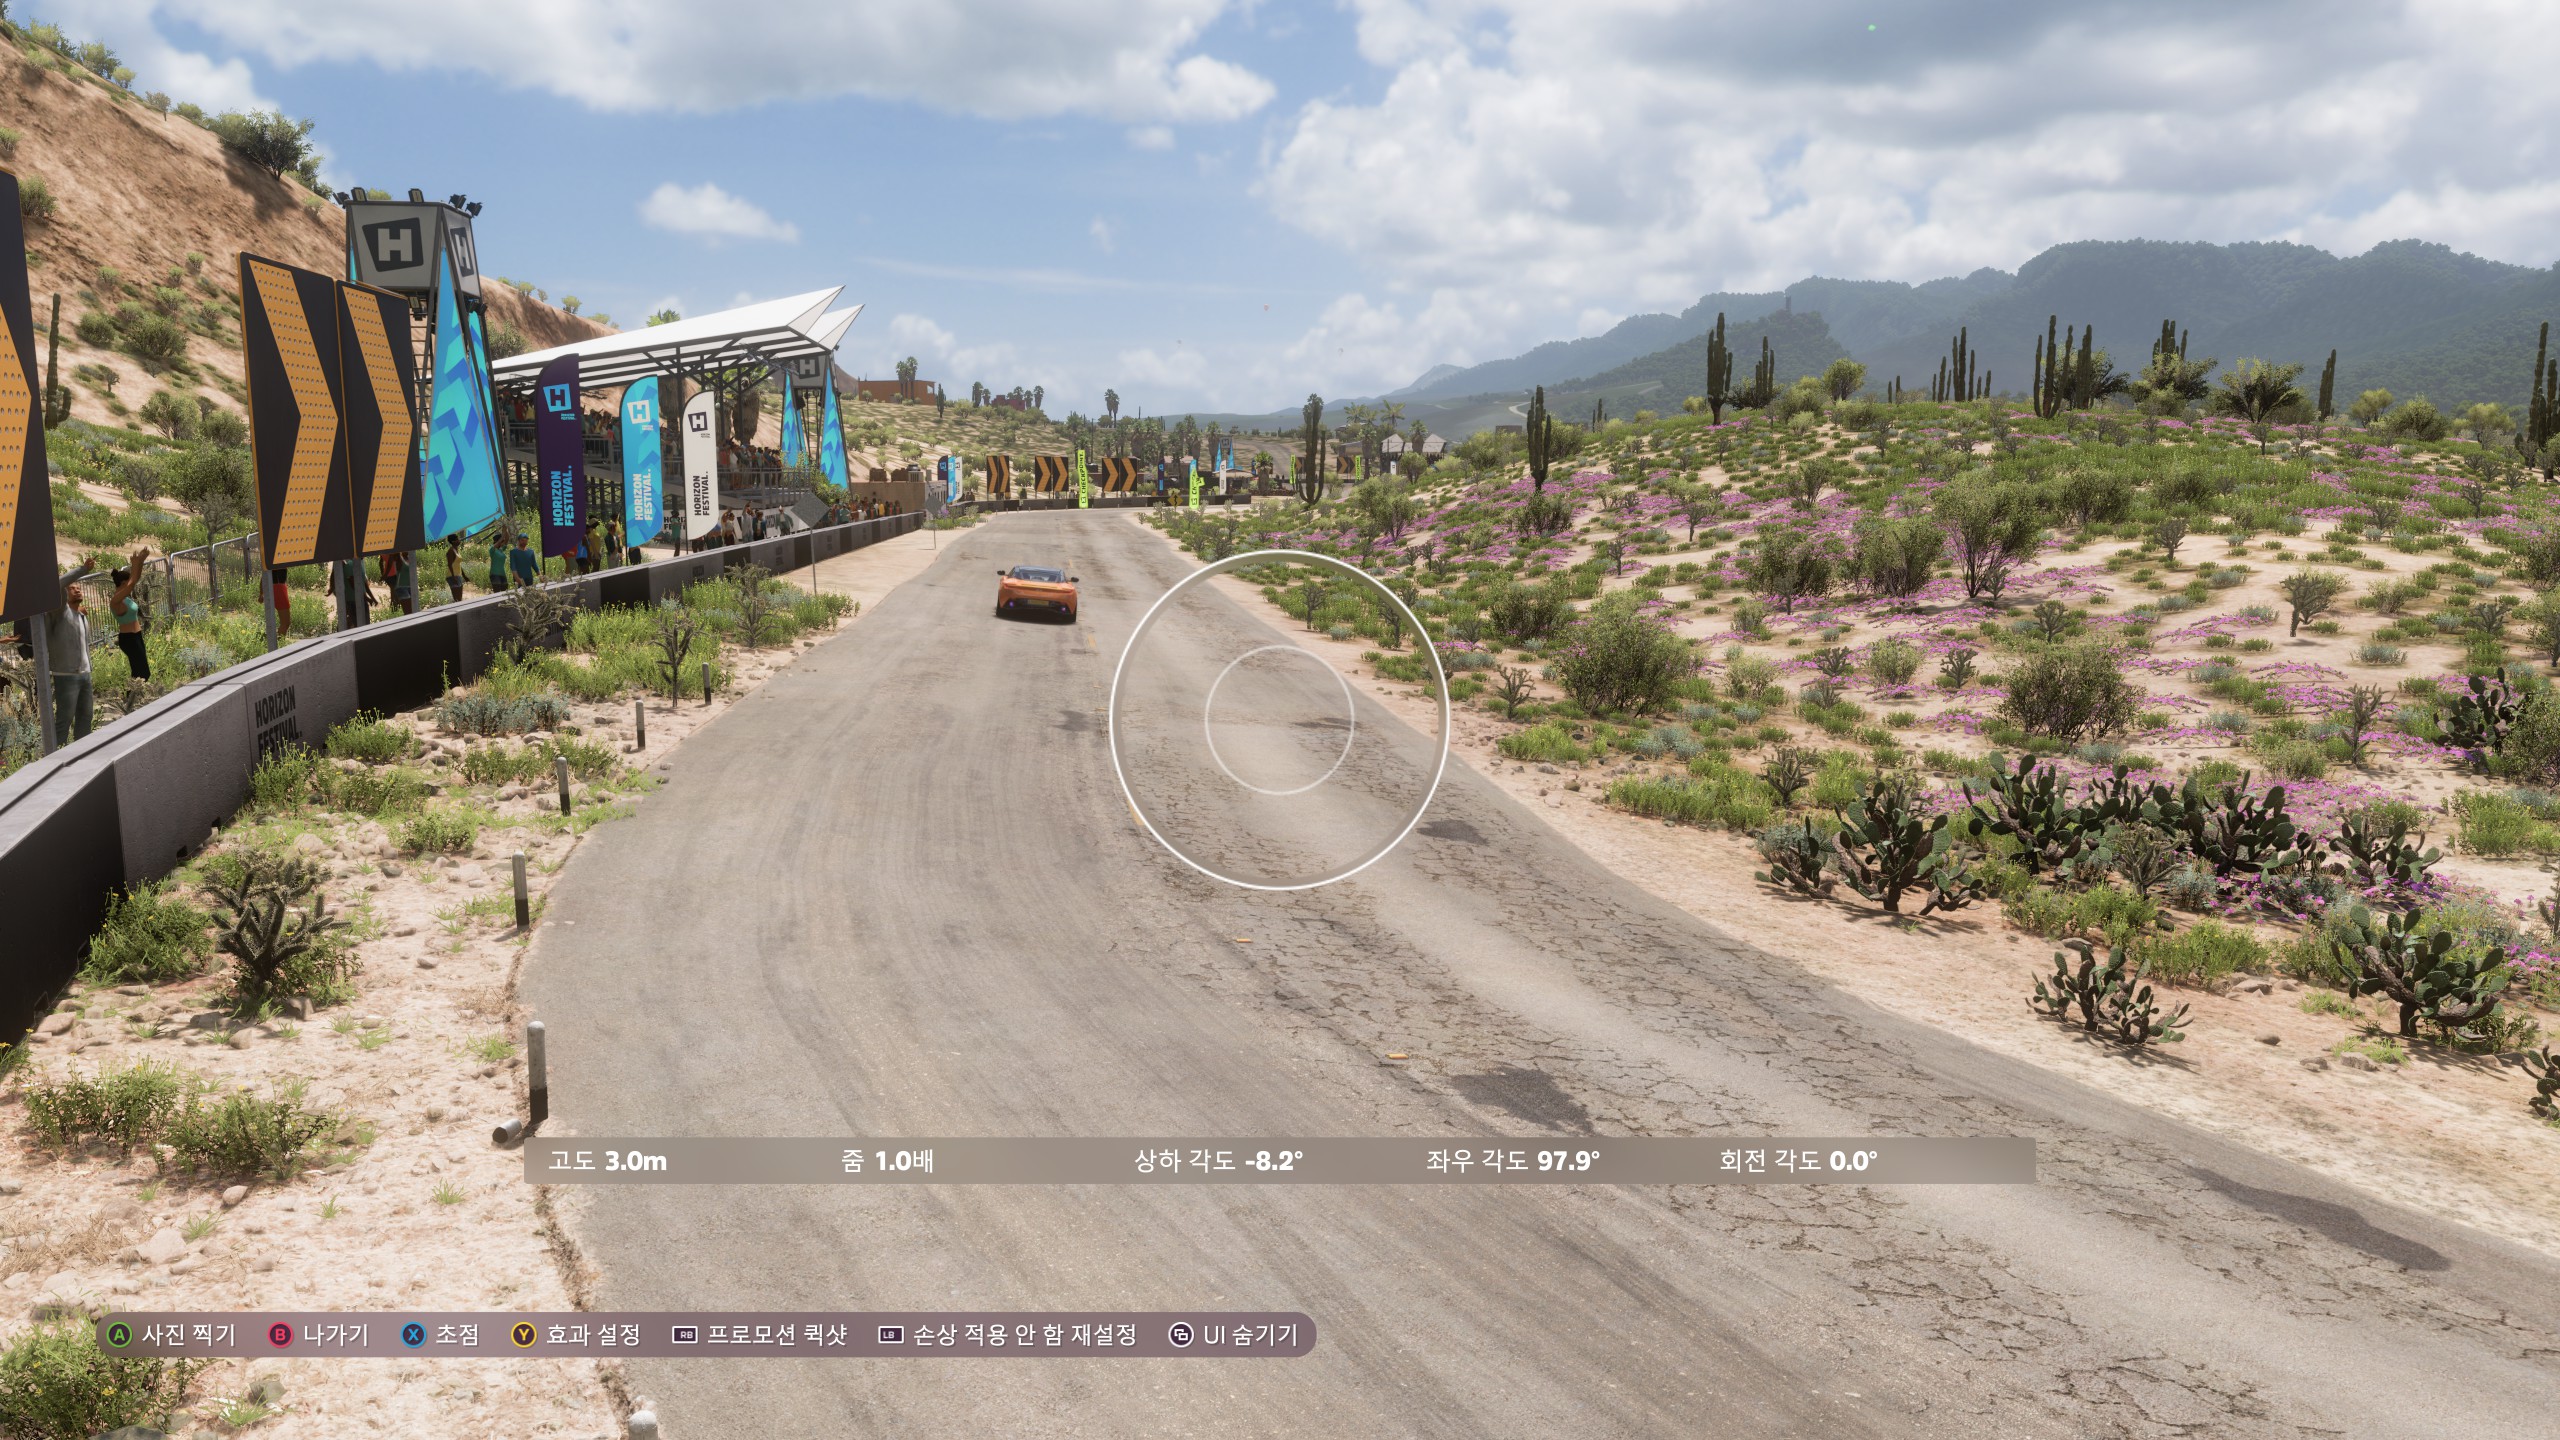 H
H
H
H HORIZON FESTIVAL.
H HORIZON FESTIVAL.
H HORIZON FESTIVAL.
CHECKPOINT
HORIZON
FESTIVAL.
고도 3.0m 줌 1.0배 상하 각도 -8.2° 좌우 각도 97.9° 회전 각도 0.0°
A 사진 찍기 B 나가기 X 초점 Y 효과 설정 RB 프로모션 퀵샷 LB 손상 적용 안 함 재설정 UI 숨기기